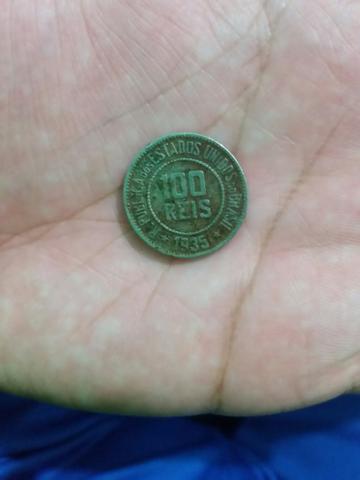 REPUBLICA DOS ESTADOS UNIDOS DO BRASIL
100
REIS
★ 1935 ★